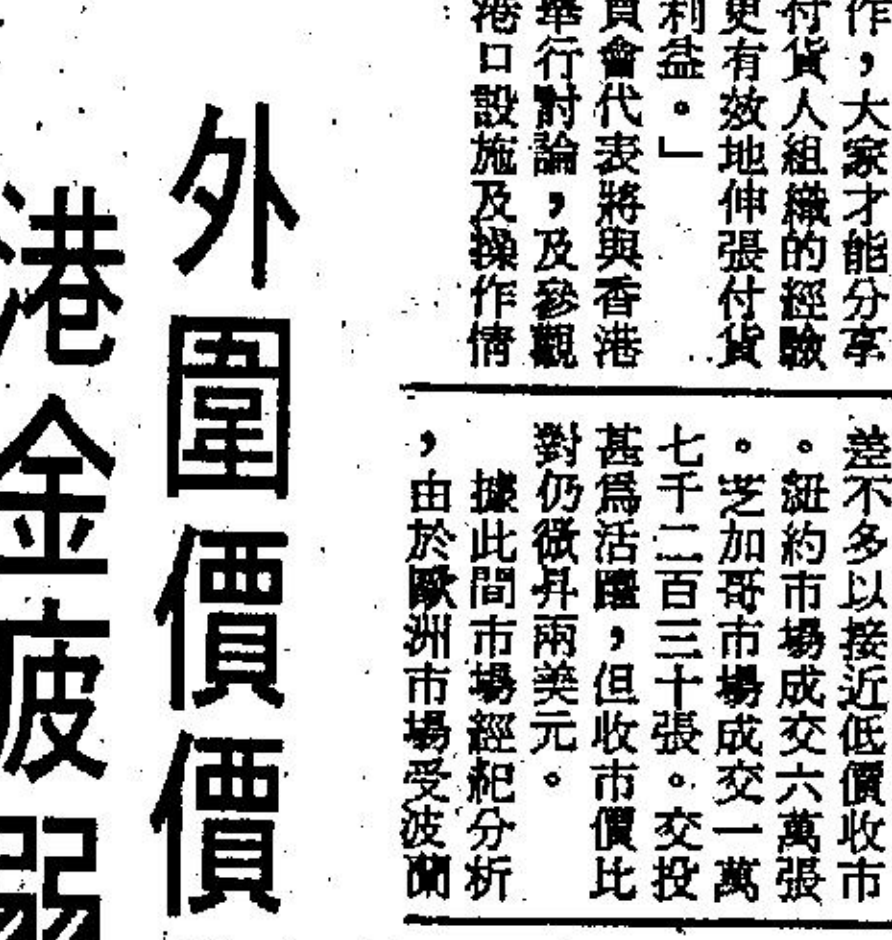 作，大家才能分享
付貨人組織的經驗
更有效地伸張付貨
利益。」
買會代表將與香港
舉行討論，及參觀
港口設施及操作情
差不多以接近低價收市
。紐約市場成交六萬張
。芝加哥市場成交一萬
七千二百三十張。交投
甚爲活躍，但收市價比
對仍微昇兩美元。
據此間市場經紀分析
，由於歐洲市場受波蘭
外圍價價
港金疲弱